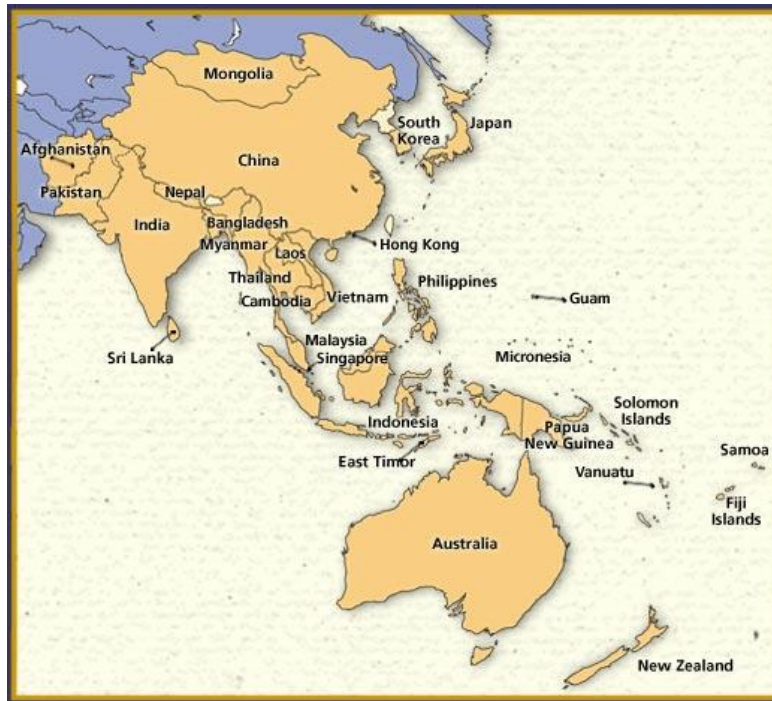 Mongolia
South
Korea
Japan
Afghanistan
China
Pakistan
Nepal
India
Bangladesh
Myanmar
Hong Kong
Laos
Thailand
Philippines
Cambodia
Vietnam
Guam
Malaysia
Sri Lanka
Singapore
Micronesia
Solomon
Islands
Indonesia
Papua
New Guinea
East Timor
Samoa
Vanuatu
Fiji
Islands
Australia
New Zealand